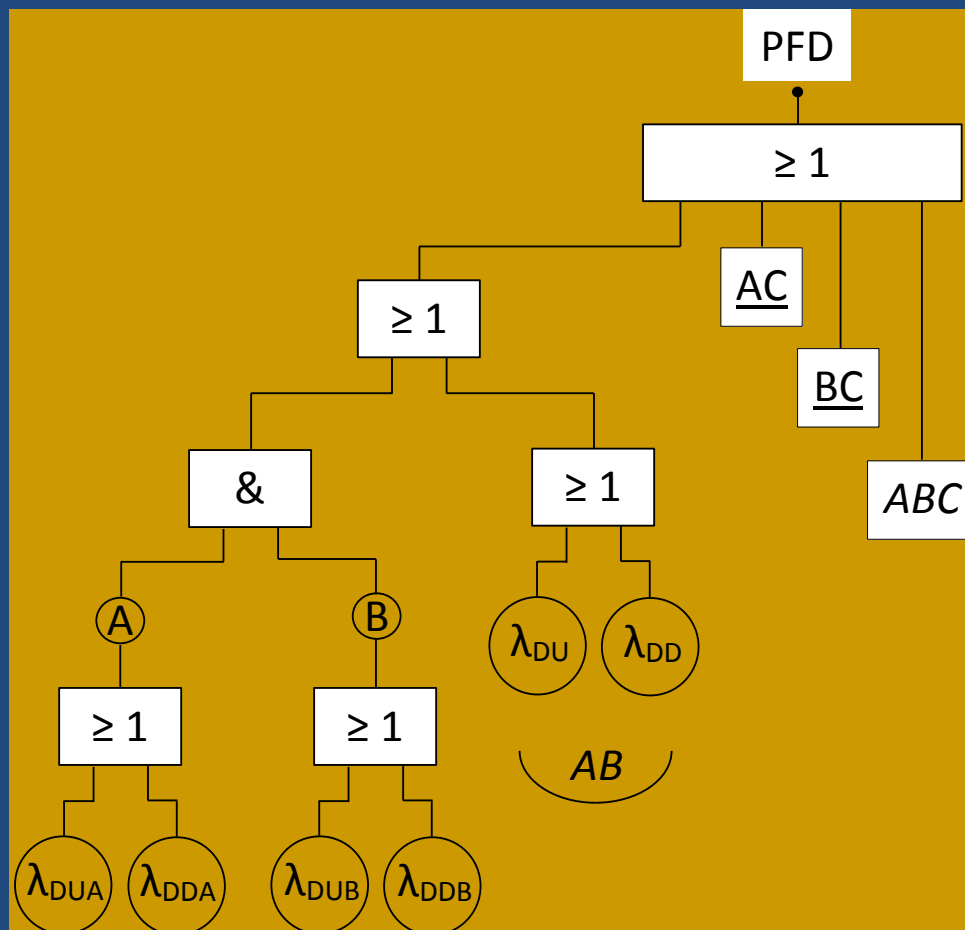 PFD
≥ 1
AC
≥ 1
BC
& ≥ 1
ABC
A B
λDU λDD
≥ 1 ≥ 1
AB
λDUA λDDA λDUB λDDB